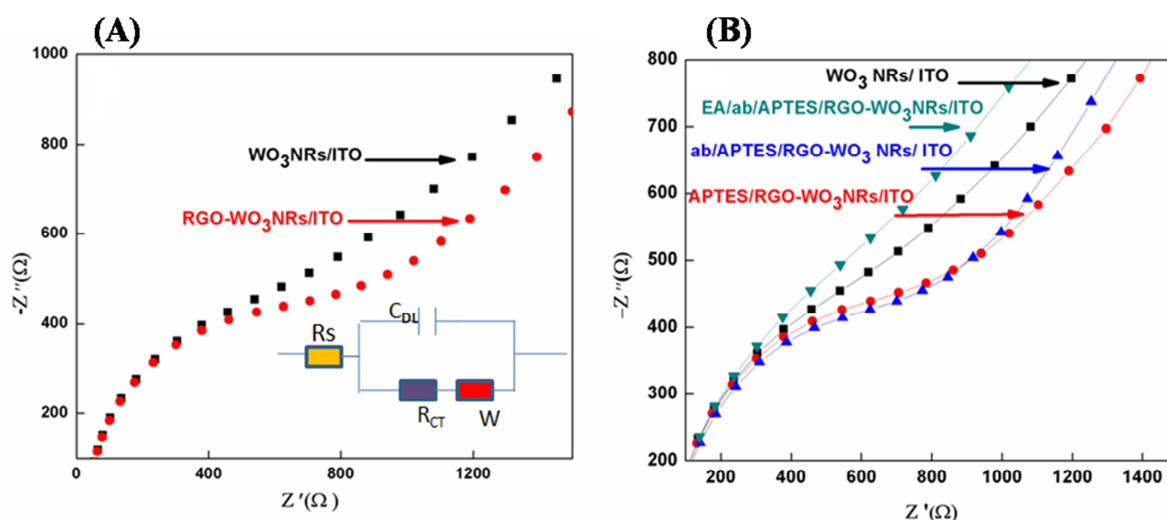 (A)
1000
800
600
400
200
-Z″(Ω)
WO3NRs/ITO
RGO-WO3NRs/ITO
CDL
Rs
RCT
W
0
400
800
1200
Z′(Ω)
(B)
800
700
600
500
400
300
200
−Z″(Ω)
WO3 NRs/ ITO
EA/ab/APTES/RGO-WO3NRs/ITO
ab/APTES/RGO-WO3 NRs/ ITO
APTES/RGO-WO3NRs/ITO
200
400
600
800
1000
1200
1400
Z'(Ω)